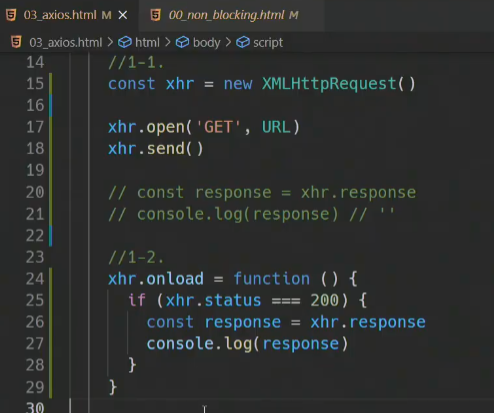 03_axios.html M × 00_non_blocking.html M
03_axios.html > html > body > script
14 //1-1.
15 const xhr = new XMLHttpRequest()
16
17 xhr.open('GET', URL)
18 xhr.send()
19
20 // const response = xhr.response
21 // console.log(response) // ''
22
23 //1-2.
24 xhr.onload = function () {
25 if (xhr.status === 200) {
26 const response = xhr.response
27 console.log(response)
28 }
29 }
30